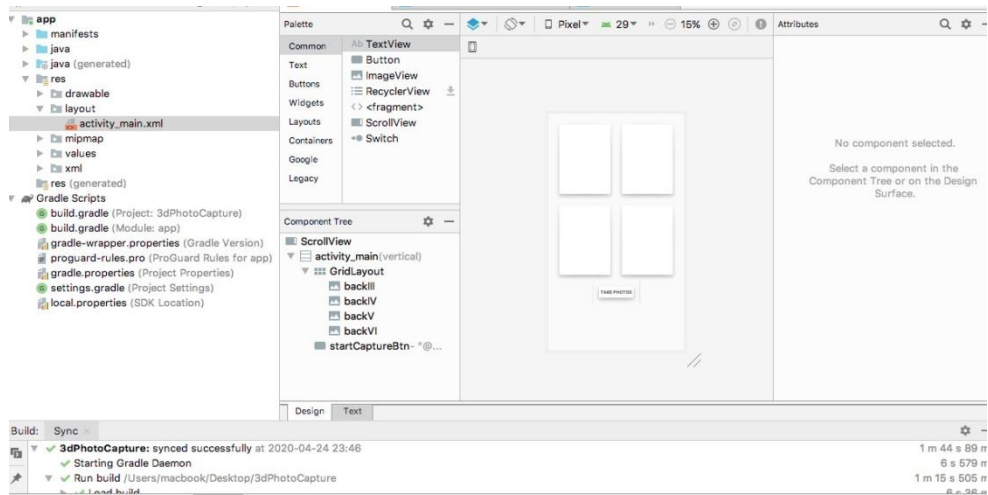 app
manifests
java
java (generated)
res
drawable
layout
activity_main.xml
mipmap
values
xml
res (generated)
Gradle Scripts
build.gradle (Project: 3dPhotoCapture)
build.gradle (Module: app)
gradle-wrapper.properties (Gradle Version)
proguard-rules.pro (ProGuard Rules for app)
gradle.properties (Project Properties)
settings.gradle (Project Settings)
local.properties (SDK Location)
Palette
Common
Text
Buttons
Widgets
Layouts
Containers
Google
Legacy
Ab TextView
Button
ImageView
RecyclerView
<> <fragment>
ScrollView
Switch
Component Tree
ScrollView
activity_main(vertical)
GridLayout
backIII
backIV
backV
backVI
startCaptureBtn- "@...
Design Text
Pixel 29 » 15%
TAKE PHOTOS
Attributes
No component selected.
Select a component in the
Component Tree or on the Design
Surface.
Build: Sync ×
3dPhotoCapture: synced successfully at 2020-04-24 23:46 1 m 44 s 89 m
Starting Gradle Daemon 6 s 579 m
Run build /Users/macbook/Desktop/3dPhotoCapture 1 m 15 s 505 m
Load build 6 s 36 m